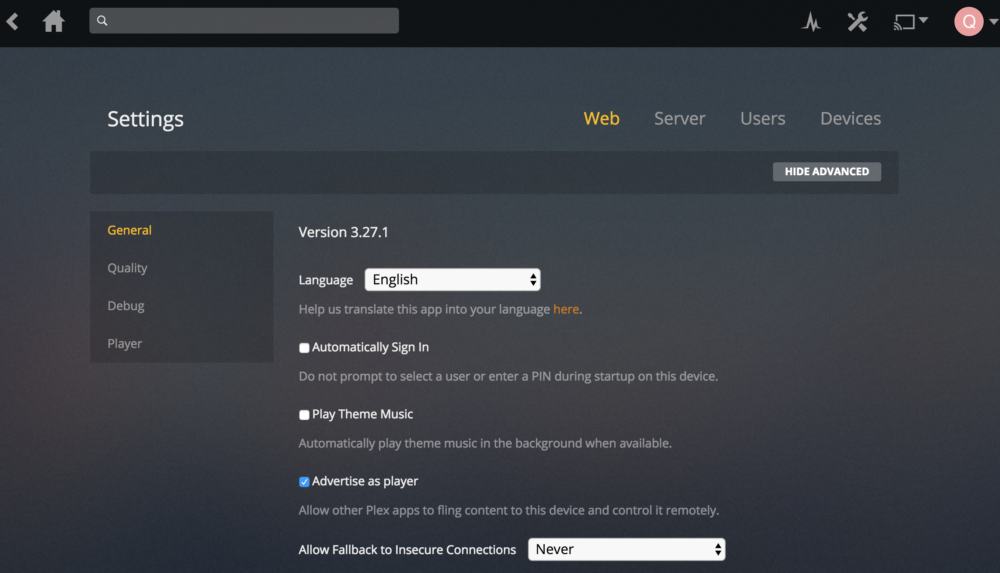 Q
Settings
Web Server Users Devices
HIDE ADVANCED
General
Quality
Debug
Player
Version 3.27.1
Language English
Help us translate this app into your language here.
Automatically Sign In
Do not prompt to select a user or enter a PIN during startup on this device.
Play Theme Music
Automatically play theme music in the background when available.
Advertise as player
Allow other Plex apps to fling content to this device and control it remotely.
Allow Fallback to Insecure Connections Never